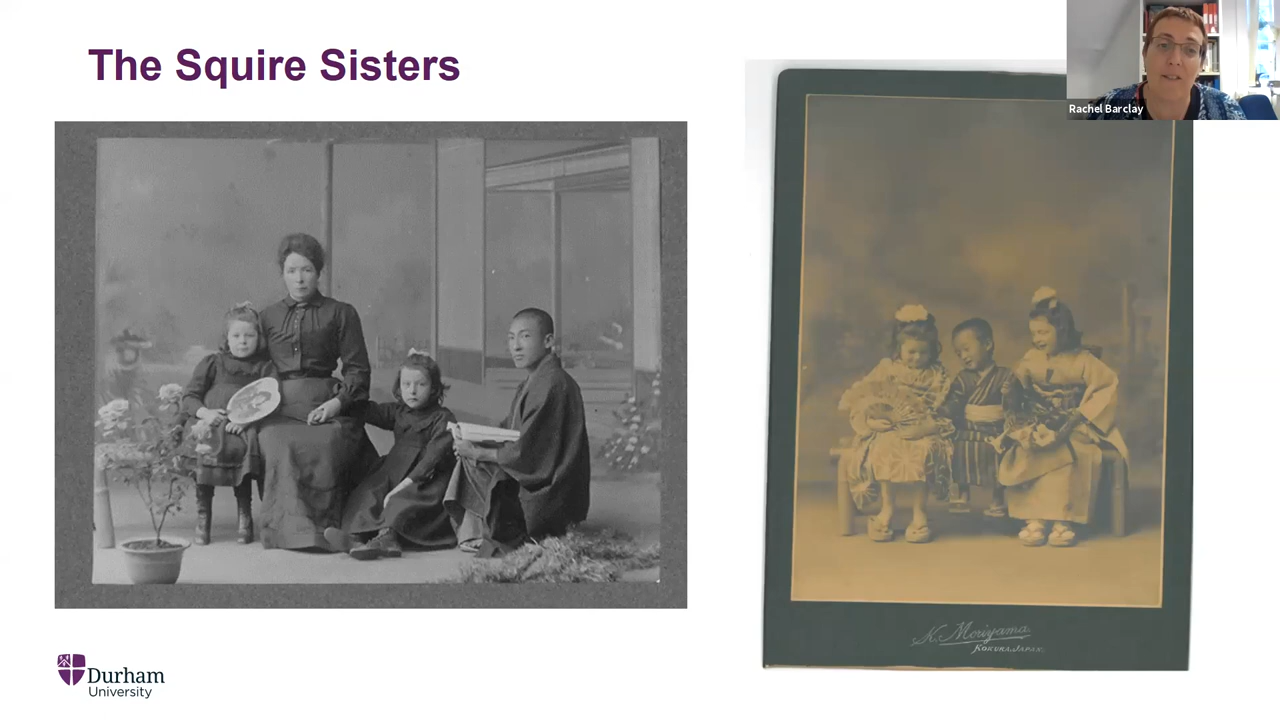 The Squire Sisters
Rachel Barclay
K. Moriyama.
KOKURA, JAPAN.
Durham
University